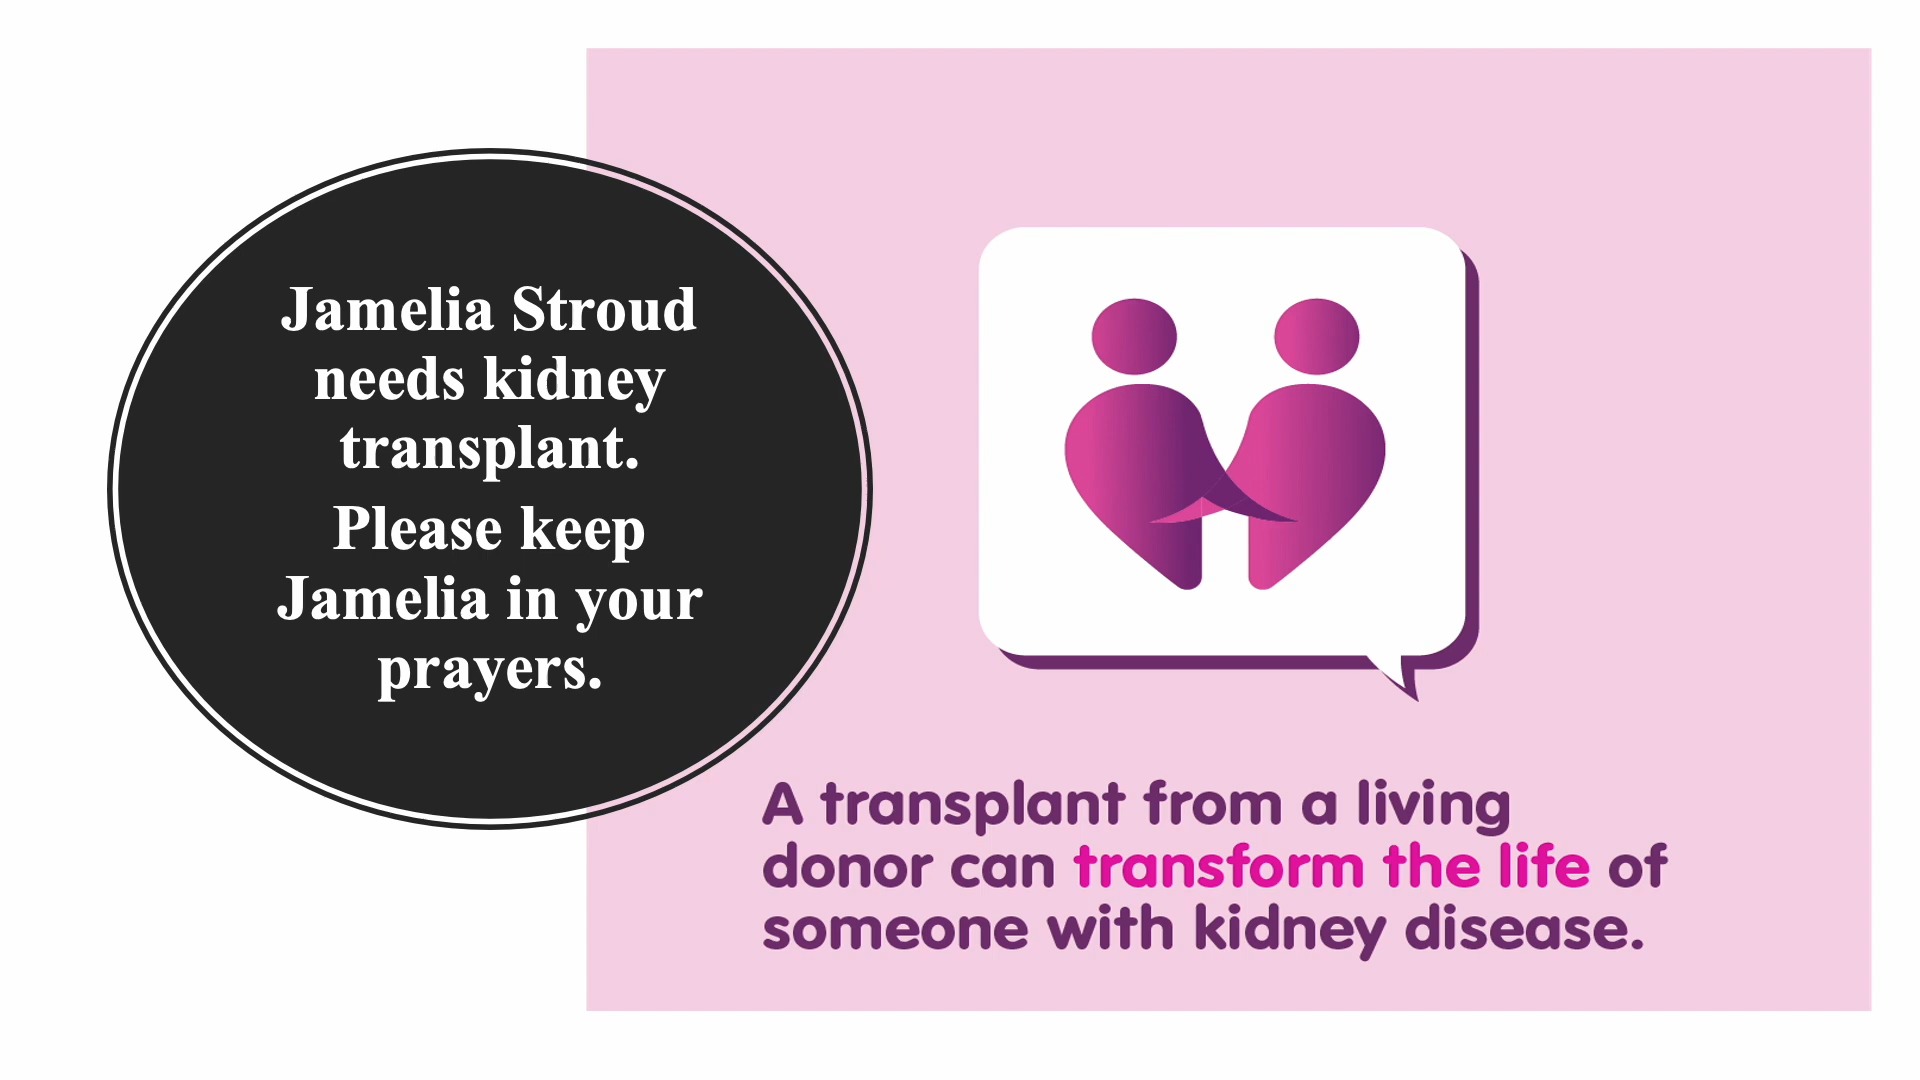 Jamelia Stroud
needs kidney
transplant.
Please keep
Jamelia in your
prayers.
A transplant from a living
donor can transform the life of
someone with kidney disease.